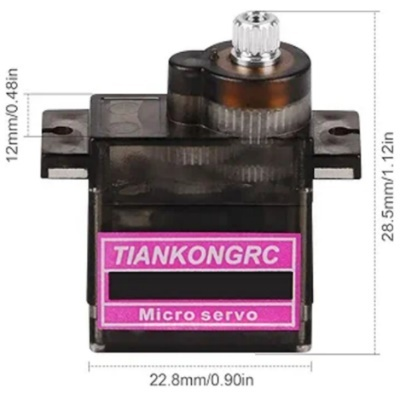 12mm/0.48in
28.5mm/1.12in
TIANKONGRC
Micro servo
22.8mm/0.90in